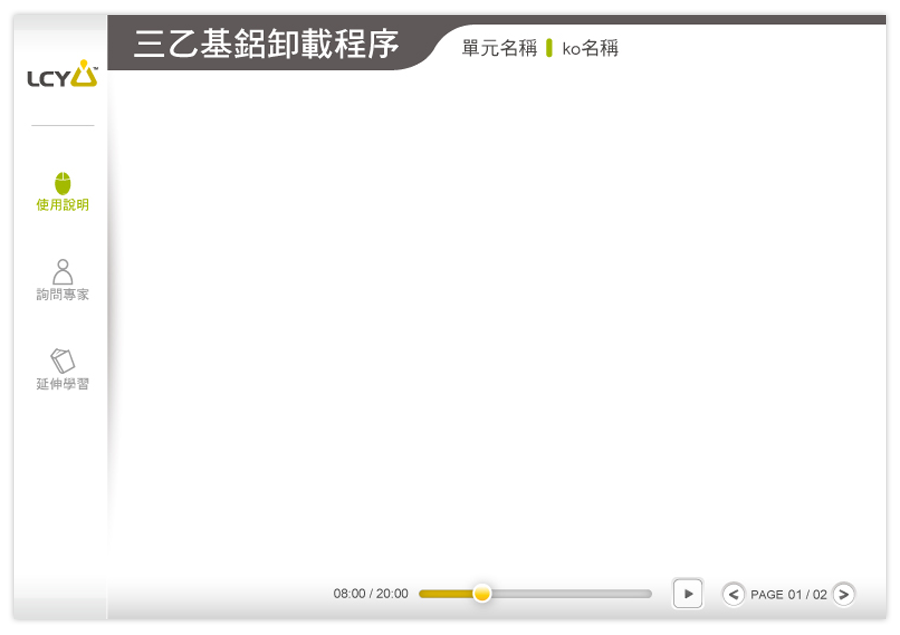 三乙基鋁卸載程序
單元名稱 ko名稱
LCY™
使用說明
詢問專家
延伸學習
08:00 / 20:00
PAGE 01 / 02